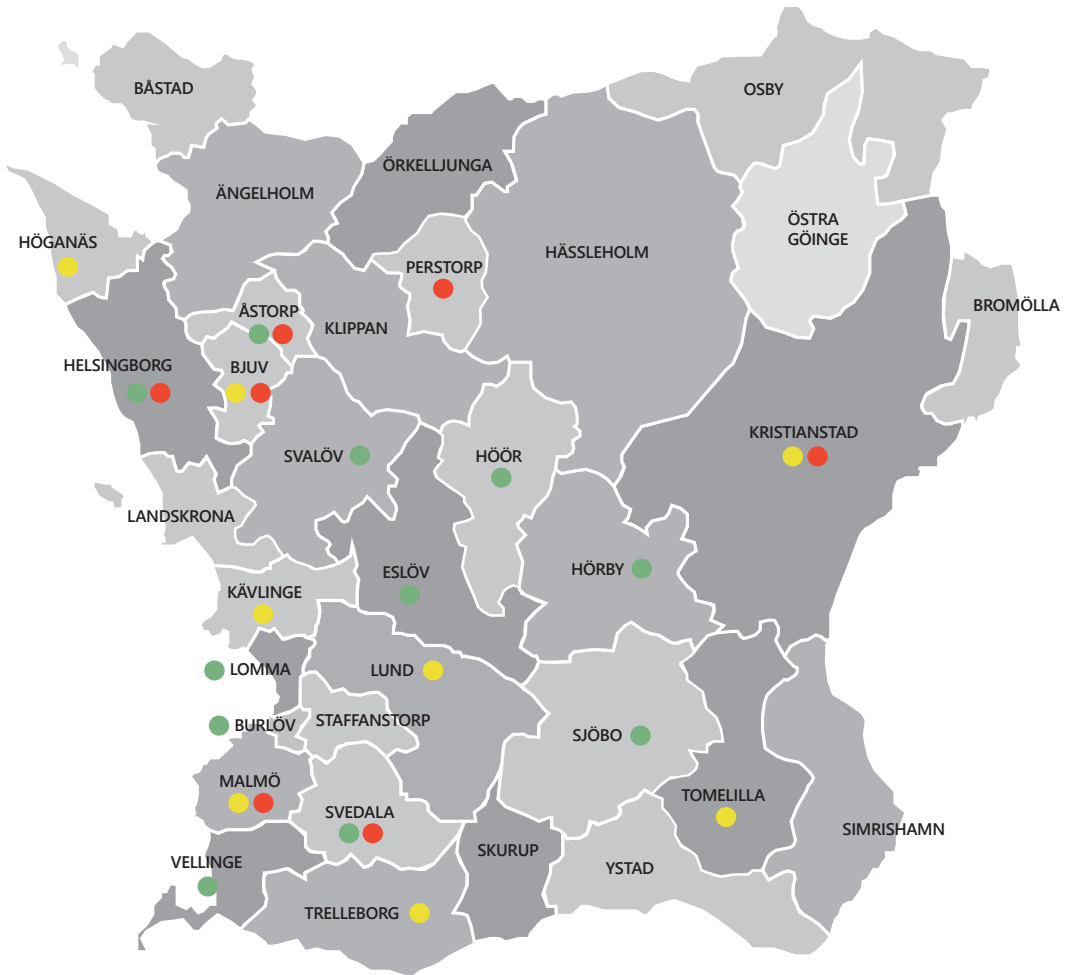 BÅSTAD
OSBY
ÖRKELLJUNGA
ÄNGELHOLM
ÖSTRA
GÖINGE
HÖGANÄS
HÄSSLEHOLM
PERSTORP
BROMÖLLA
ÅSTORP
KLIPPAN
HELSINGBORG
BJUV
KRISTIANSTAD
SVALÖV
HÖÖR
LANDSKRONA
ESLÖV
HÖRBY
KÄVLINGE
LOMMA
LUND
STAFFANSTORP
BURLÖV
SJÖBO
MALMÖ
TOMELILLA
SVEDALA
SIMRISHAMN
SKURUP
VELLINGE
YSTAD
TRELLEBORG